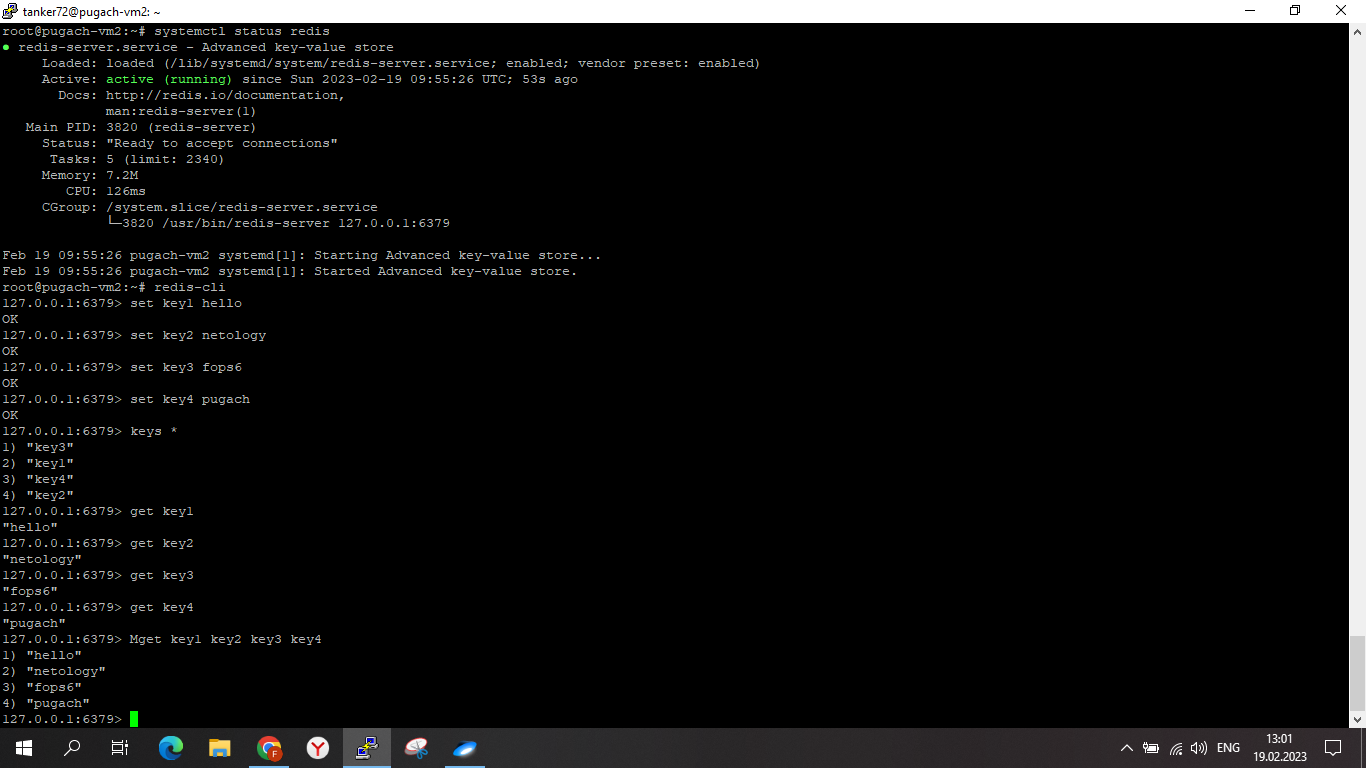 tanker72@pugach-vm2: ~
root@pugach-vm2:~# systemctl status redis
● redis-server.service - Advanced key-value store
     Loaded: loaded (/lib/systemd/system/redis-server.service; enabled; vendor preset: enabled)
     Active: active (running) since Sun 2023-02-19 09:55:26 UTC; 53s ago
       Docs: http://redis.io/documentation,
             man:redis-server(1)
   Main PID: 3820 (redis-server)
     Status: "Ready to accept connections"
      Tasks: 5 (limit: 2340)
     Memory: 7.2M
        CPU: 126ms
     CGroup: /system.slice/redis-server.service
             └─3820 /usr/bin/redis-server 127.0.0.1:6379
Feb 19 09:55:26 pugach-vm2 systemd[1]: Starting Advanced key-value store...
Feb 19 09:55:26 pugach-vm2 systemd[1]: Started Advanced key-value store.
root@pugach-vm2:~# redis-cli
127.0.0.1:6379> set key1 hello
OK
127.0.0.1:6379> set key2 netology
OK
127.0.0.1:6379> set key3 fops6
OK
127.0.0.1:6379> set key4 pugach
OK
127.0.0.1:6379> keys *
1) "key3"
2) "key1"
3) "key4"
4) "key2"
127.0.0.1:6379> get key1
"hello"
127.0.0.1:6379> get key2
"netology"
127.0.0.1:6379> get key3
"fops6"
127.0.0.1:6379> get key4
"pugach"
127.0.0.1:6379> Mget key1 key2 key3 key4
1) "hello"
2) "netology"
3) "fops6"
4) "pugach"
127.0.0.1:6379>
F
ENG
13:01
19.02.2023